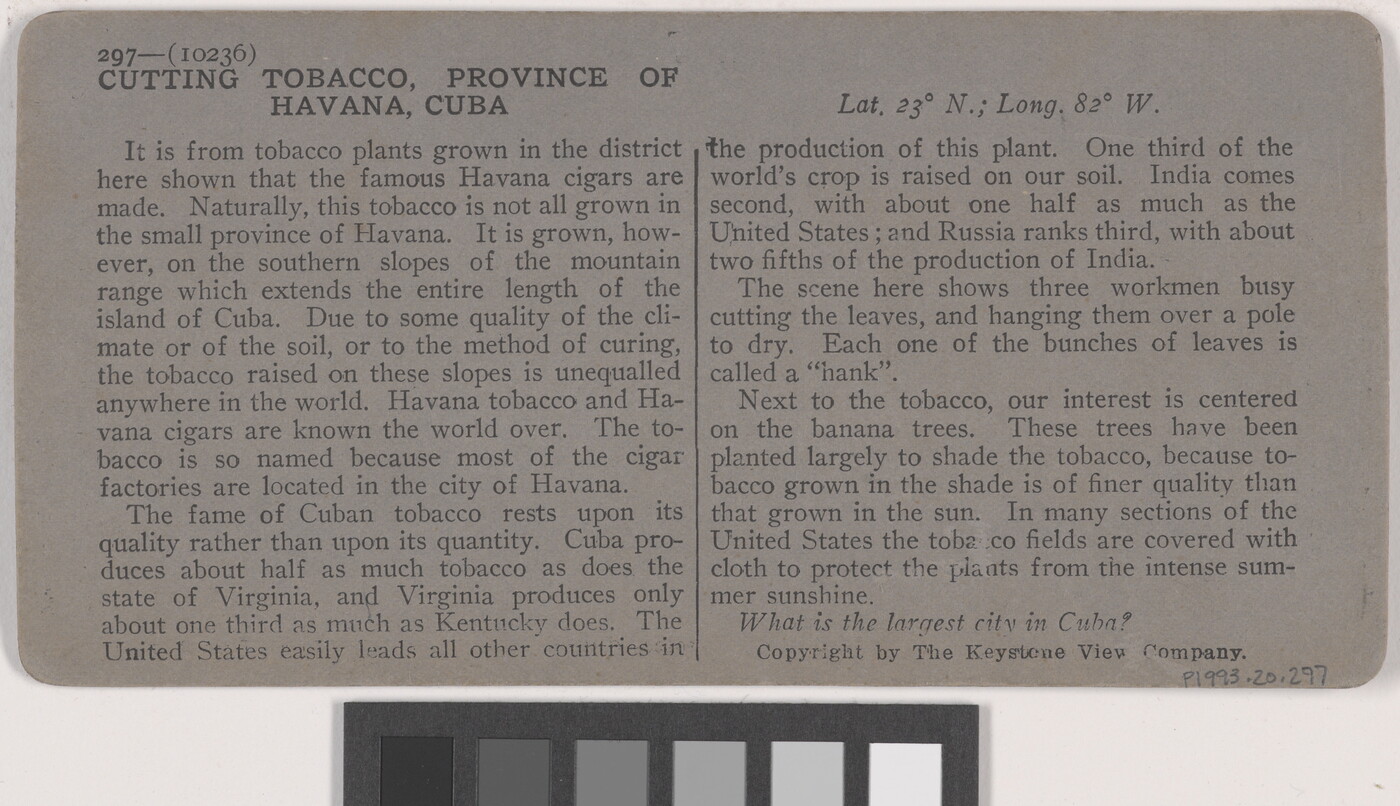 297—(10236)
CUTTING TOBACCO, PROVINCE OF
HAVANA, CUBA
It is from tobacco plants grown in the district
here shown that the famous Havana cigars are
made. Naturally, this tobacco is not all grown in
the small province of Havana. It is grown, how-
ever, on the southern slopes of the mountain
range which extends the entire length of the
island of Cuba. Due to some quality of the cli-
mate or of the soil, or to the method of curing,
the tobacco raised on these slopes is unequalled
anywhere in the world. Havana tobacco and Ha-
vana cigars are known the world over. The to-
bacco is so named because most of the cigar
factories are located in the city of Havana.
The fame of Cuban tobacco rests upon its
quality rather than upon its quantity. Cuba pro-
duces about half as much tobacco as does the
state of Virginia, and Virginia produces only
about one third as much as Kentucky does. The
United States easily leads all other countries in
Lat. 23° N.; Long. 82° W.
the production of this plant. One third of the
world's crop is raised on our soil. India comes
second, with about one half as much as the
United States; and Russia ranks third, with about
two fifths of the production of India.
The scene here shows three workmen busy
cutting the leaves, and hanging them over a pole
to dry. Each one of the bunches of leaves is
called a "hank".
Next to the tobacco, our interest is centered
on the banana trees. These trees have been
planted largely to shade the tobacco, because to-
bacco grown in the shade is of finer quality than
that grown in the sun. In many sections of the
United States the tobacco fields are covered with
cloth to protect the plants from the intense sum-
mer sunshine.
What is the largest city in Cuba?
Copyright by The Keystone View Company.
P1993.20.297